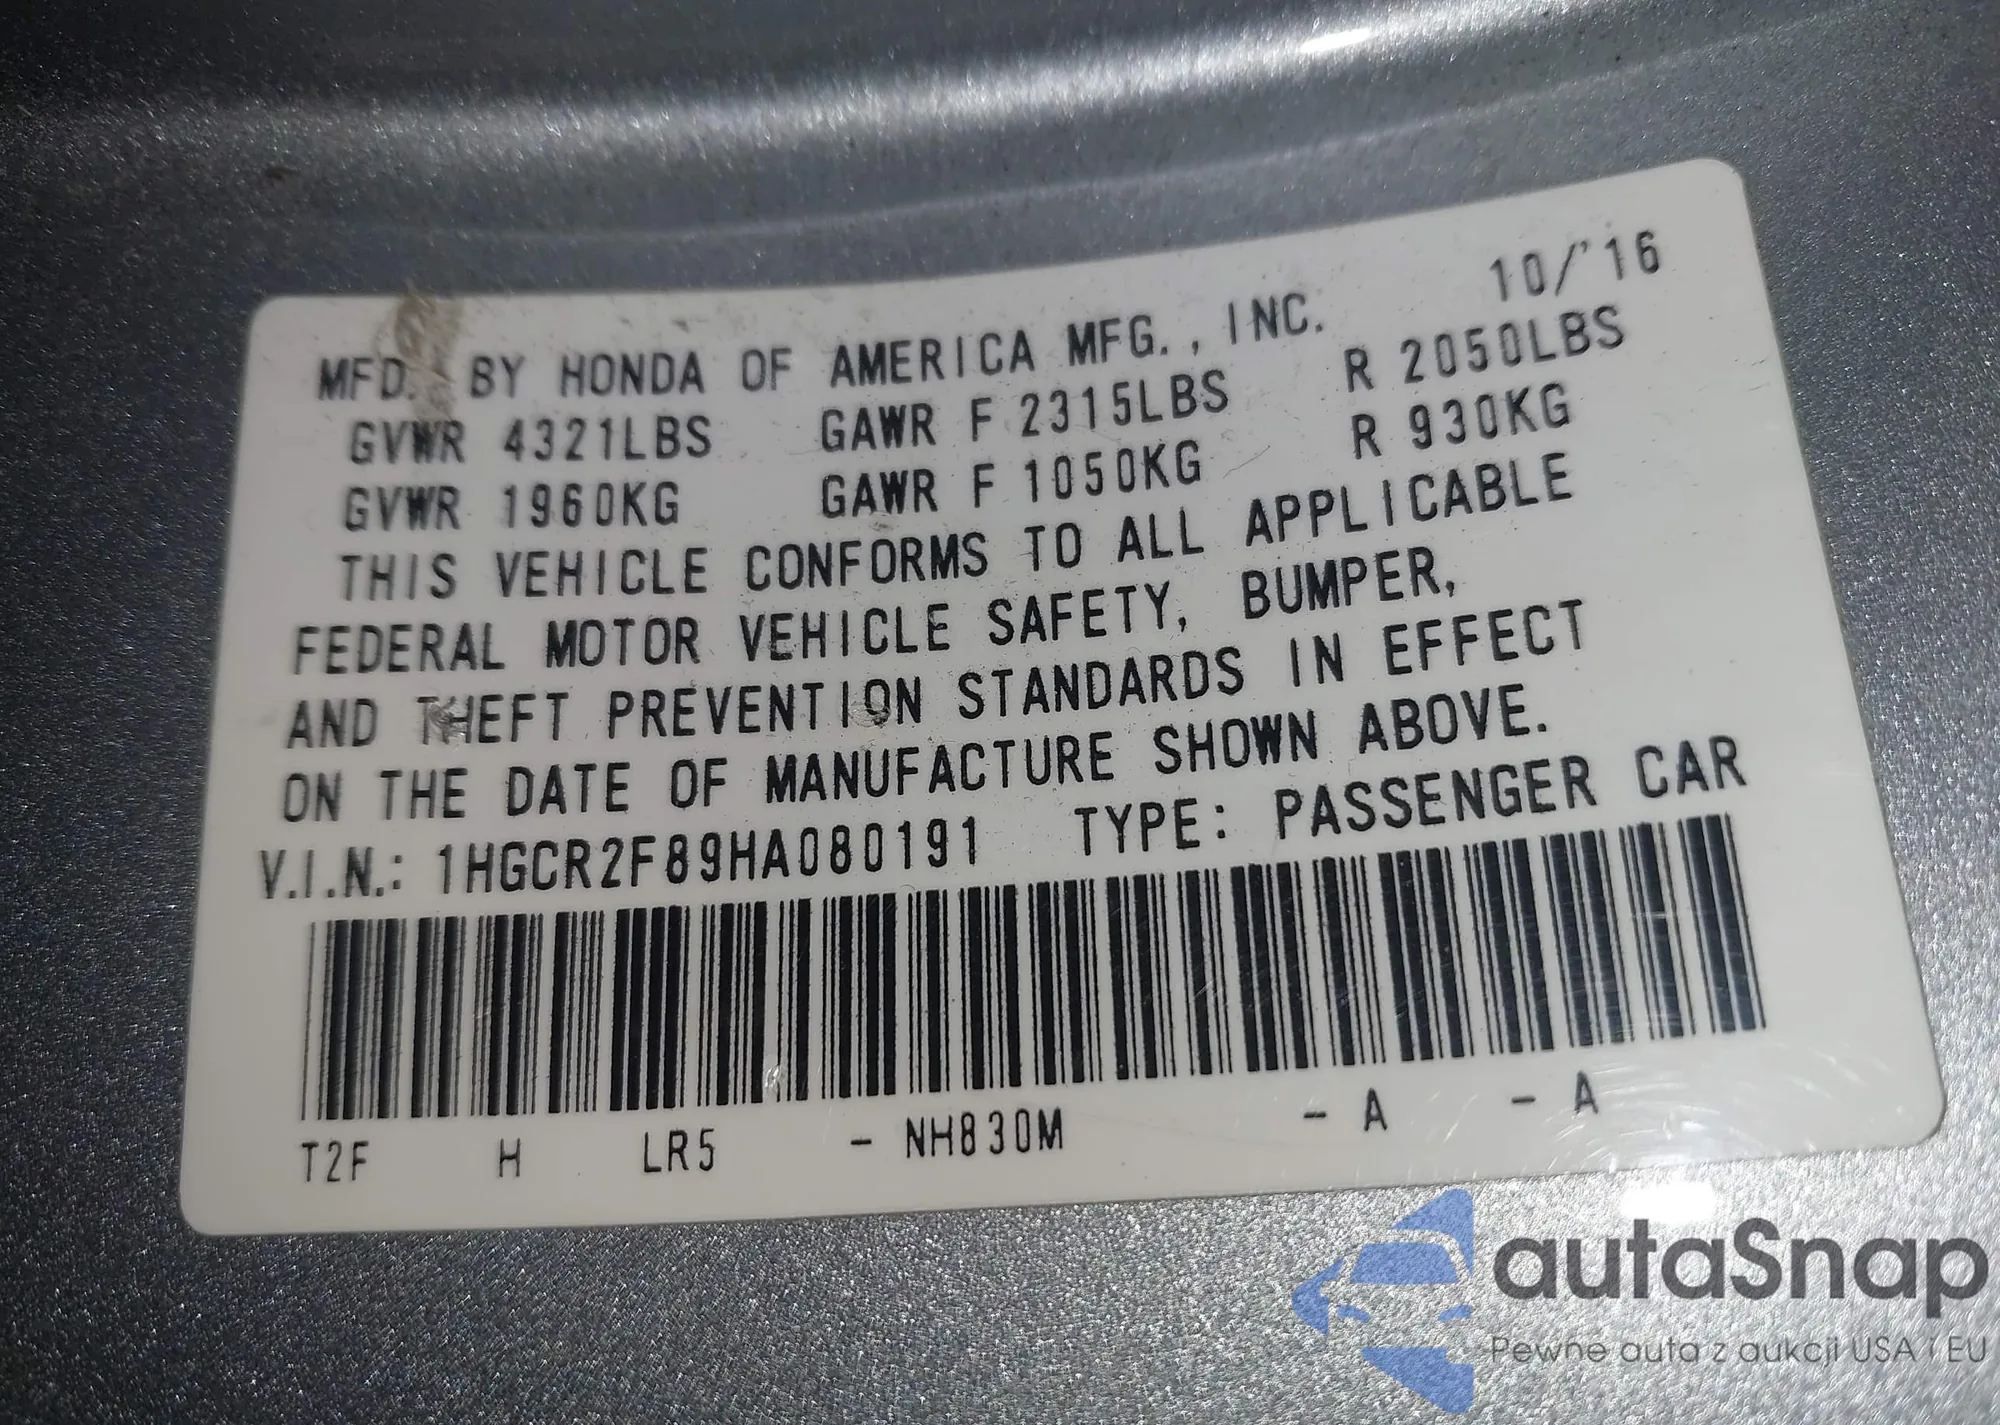 10/'16
MFD. BY HONDA OF AMERICA MFG., INC.
GVWR 4321LBS GAWR F 2315LBS R 2050LBS
GVWR 1960KG GAWR F 1050KG R 930KG
THIS VEHICLE CONFORMS TO ALL APPLICABLE
FEDERAL MOTOR VEHICLE SAFETY, BUMPER,
AND THEFT PREVENTION STANDARDS IN EFFECT
ON THE DATE OF MANUFACTURE SHOWN ABOVE.
V.I.N.: 1HGCR2F89HA080191 TYPE: PASSENGER CAR
T2F H LR5 - NH830M - A - A
autaSnap
Pewne auta z aukcji USA i EU